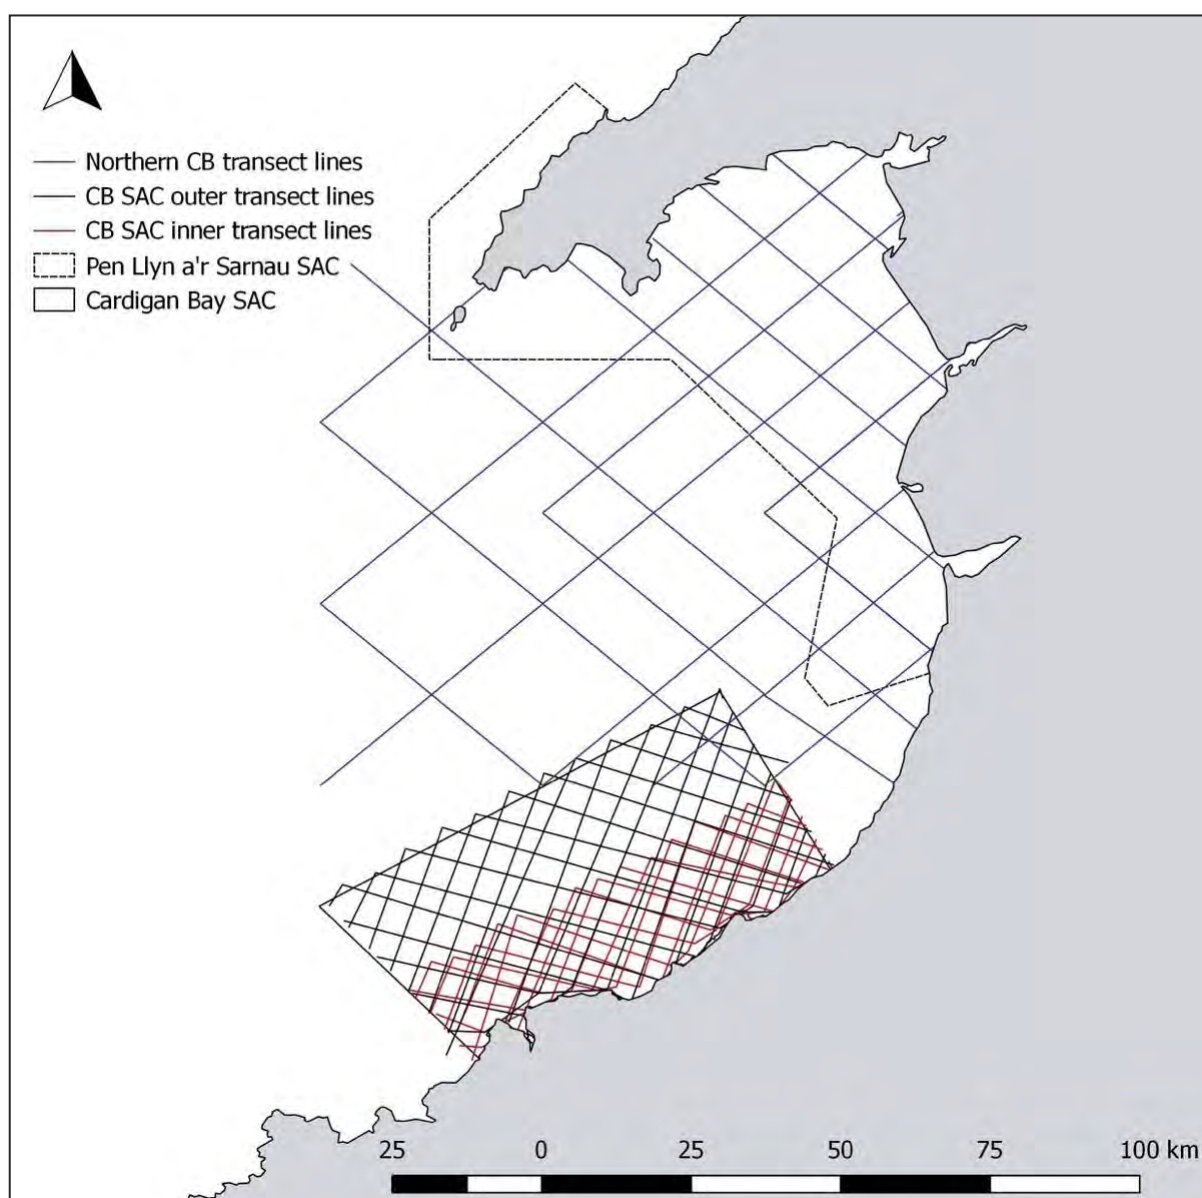 Northern CB transect lines
CB SAC outer transect lines
CB SAC inner transect lines
Pen Llyn a'r Sarnau SAC
Cardigan Bay SAC
25 0 25 50 75 100 km